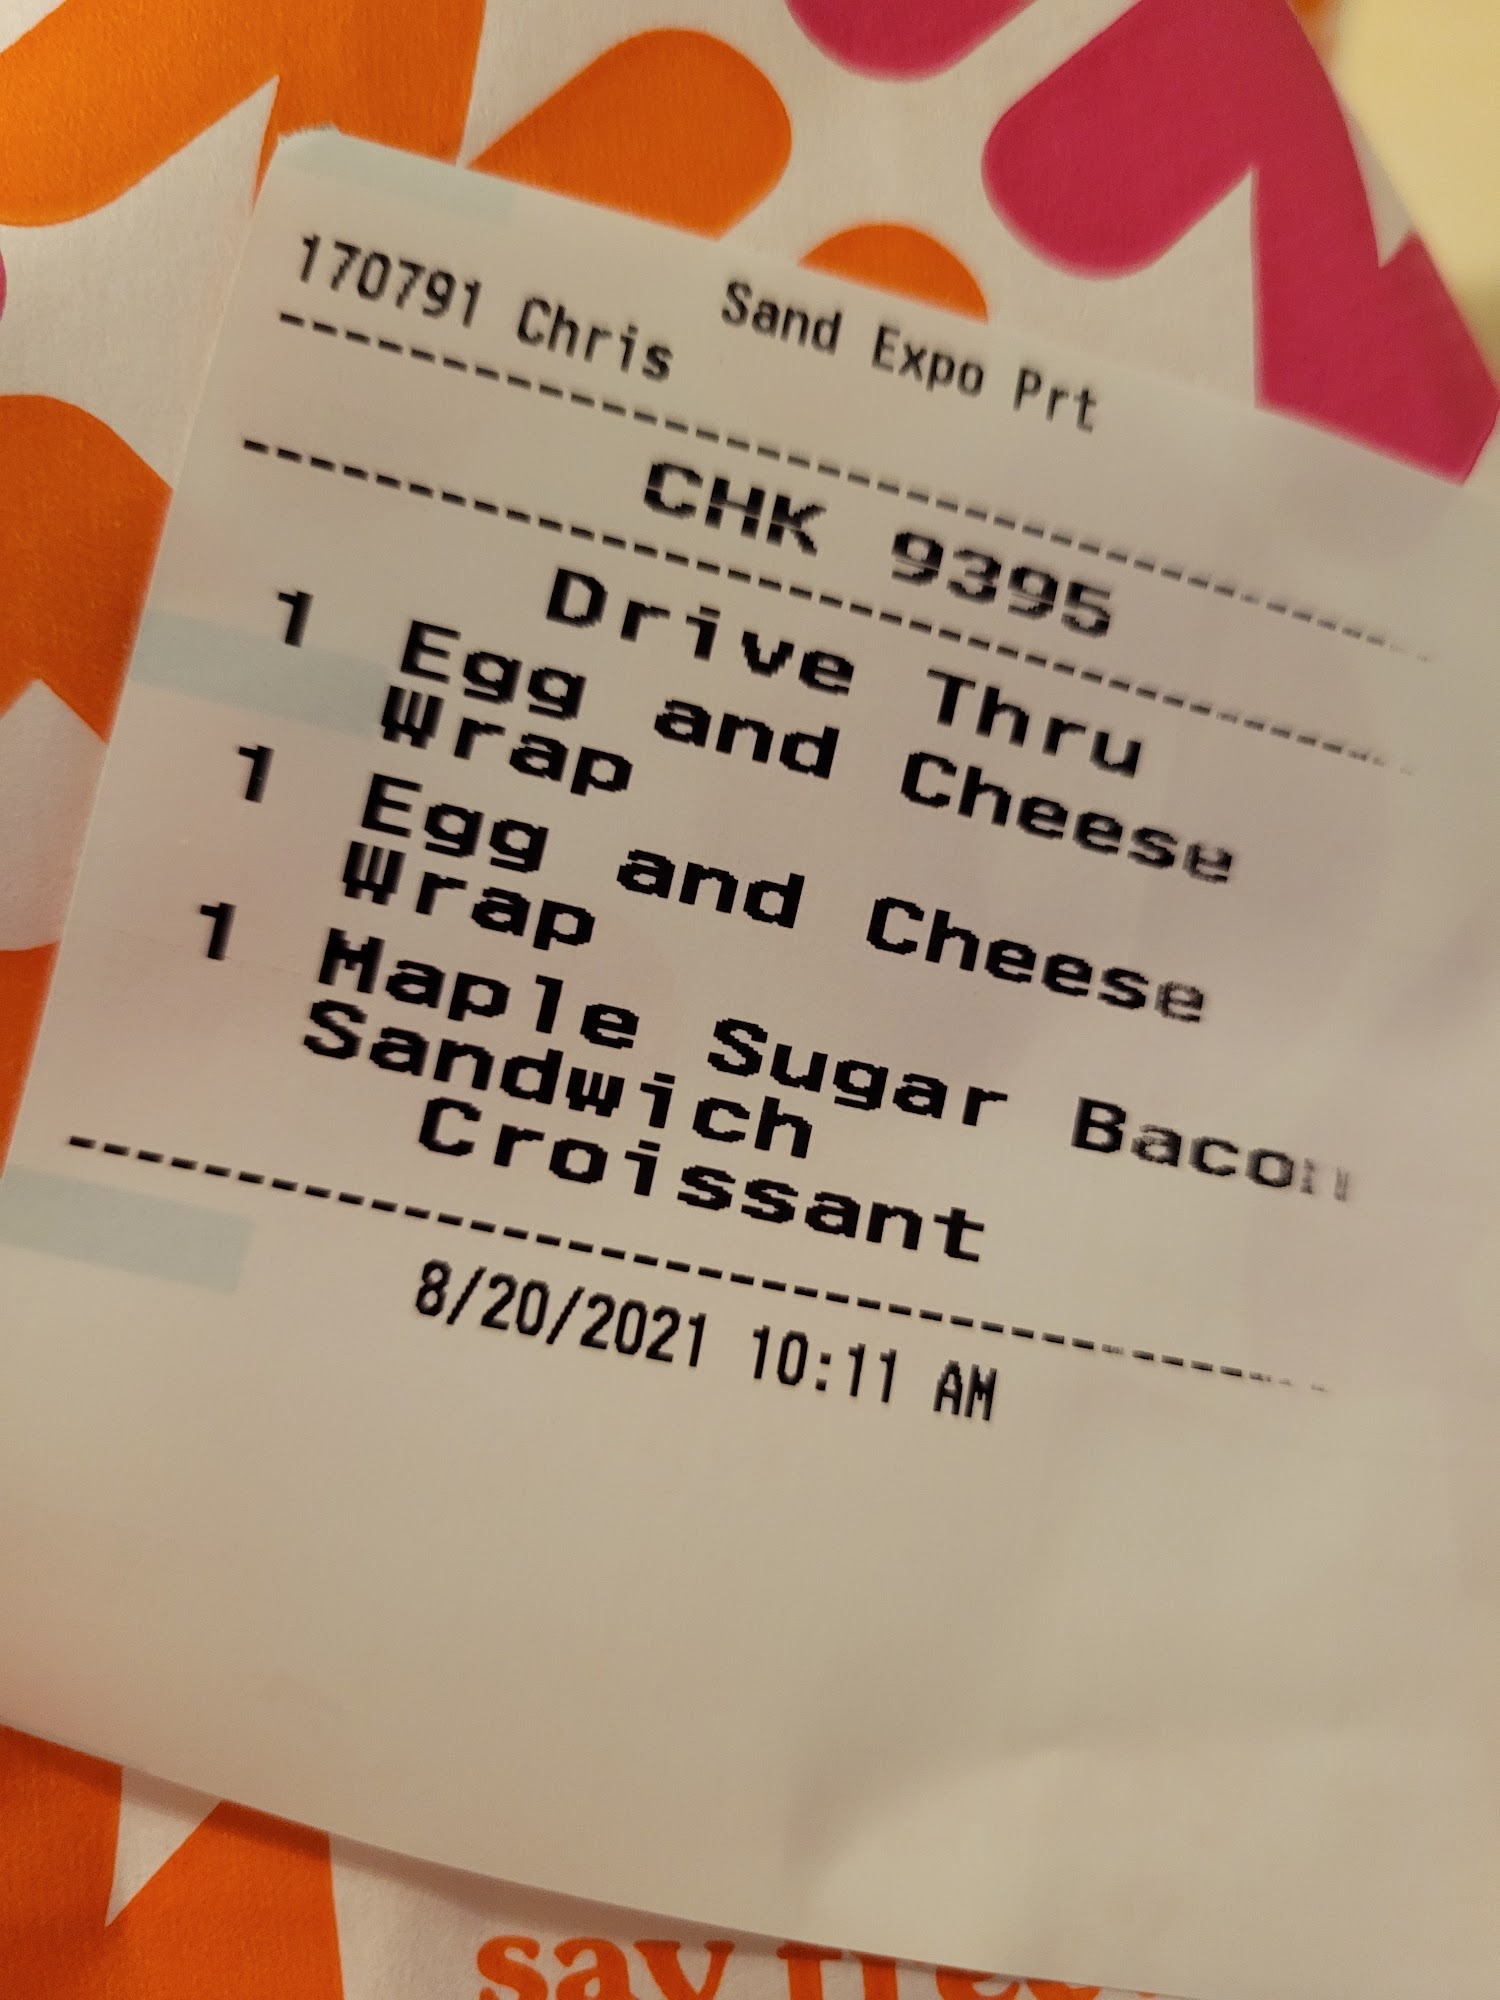 Sand Expo Prt
170791 Chris
--------------------------------
CHK 9395
--------------------------------
Drive Thru
1 Egg and Cheese
Wrap
1 Egg and Cheese
Wrap
1 Maple Sugar Bacon
Sandwich
Croissant
--------------------------------
8/20/2021 10:11 AM
say